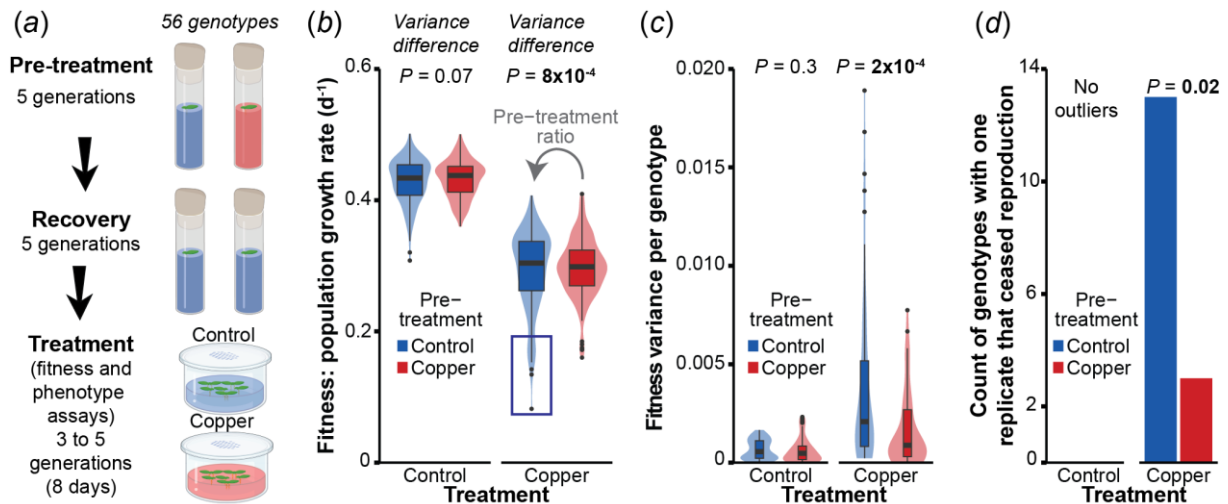 (a)
56 genotypes
Pre-treatment
5 generations
Recovery
5 generations
Treatment
(fitness and
phenotype
assays)
3 to 5
generations
(8 days)
Control
Copper
(b)
Variance
difference
P = 0.07
Variance
difference
P = 8x10-4
Fitness: population growth rate (d-1)
0.6
0.4
0.2
0
Pre−treatment
ratio
Pre−
treatment
Control
Copper
Control
Copper
Treatment
(c)
P = 0.3
P = 2x10-4
Fitness variance per genotype
0.020
0.015
0.010
0.005
0.000
Pre−
treatment
Control
Copper
Control
Copper
Treatment
(d)
No
outliers
P = 0.02
Count of genotypes with one
replicate that ceased reproduction
14
10
6
2
0
Pre−
treatment
Control
Copper
Control
Copper
Treatment